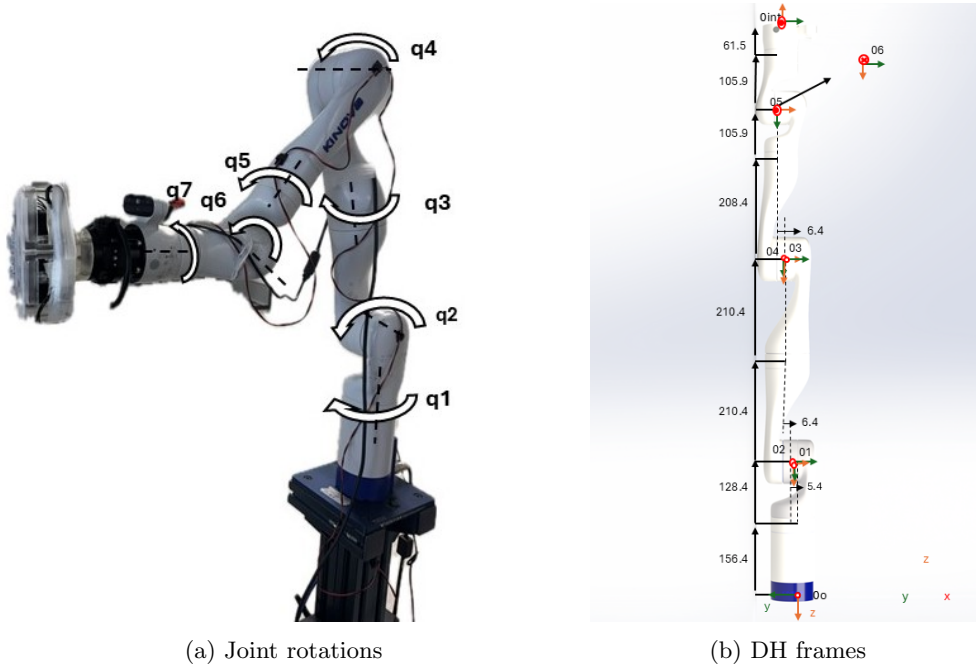 q4
KINOVA
q5
q7
q6
q3
q2
q1
0int
61.5
06
105.9
05
105.9
208.4
6.4
04 03
210.4
210.4
6.4
02 01
128.4
5.4
156.4
z
0o
y
z
y
x
(a) Joint rotations
(b) DH frames